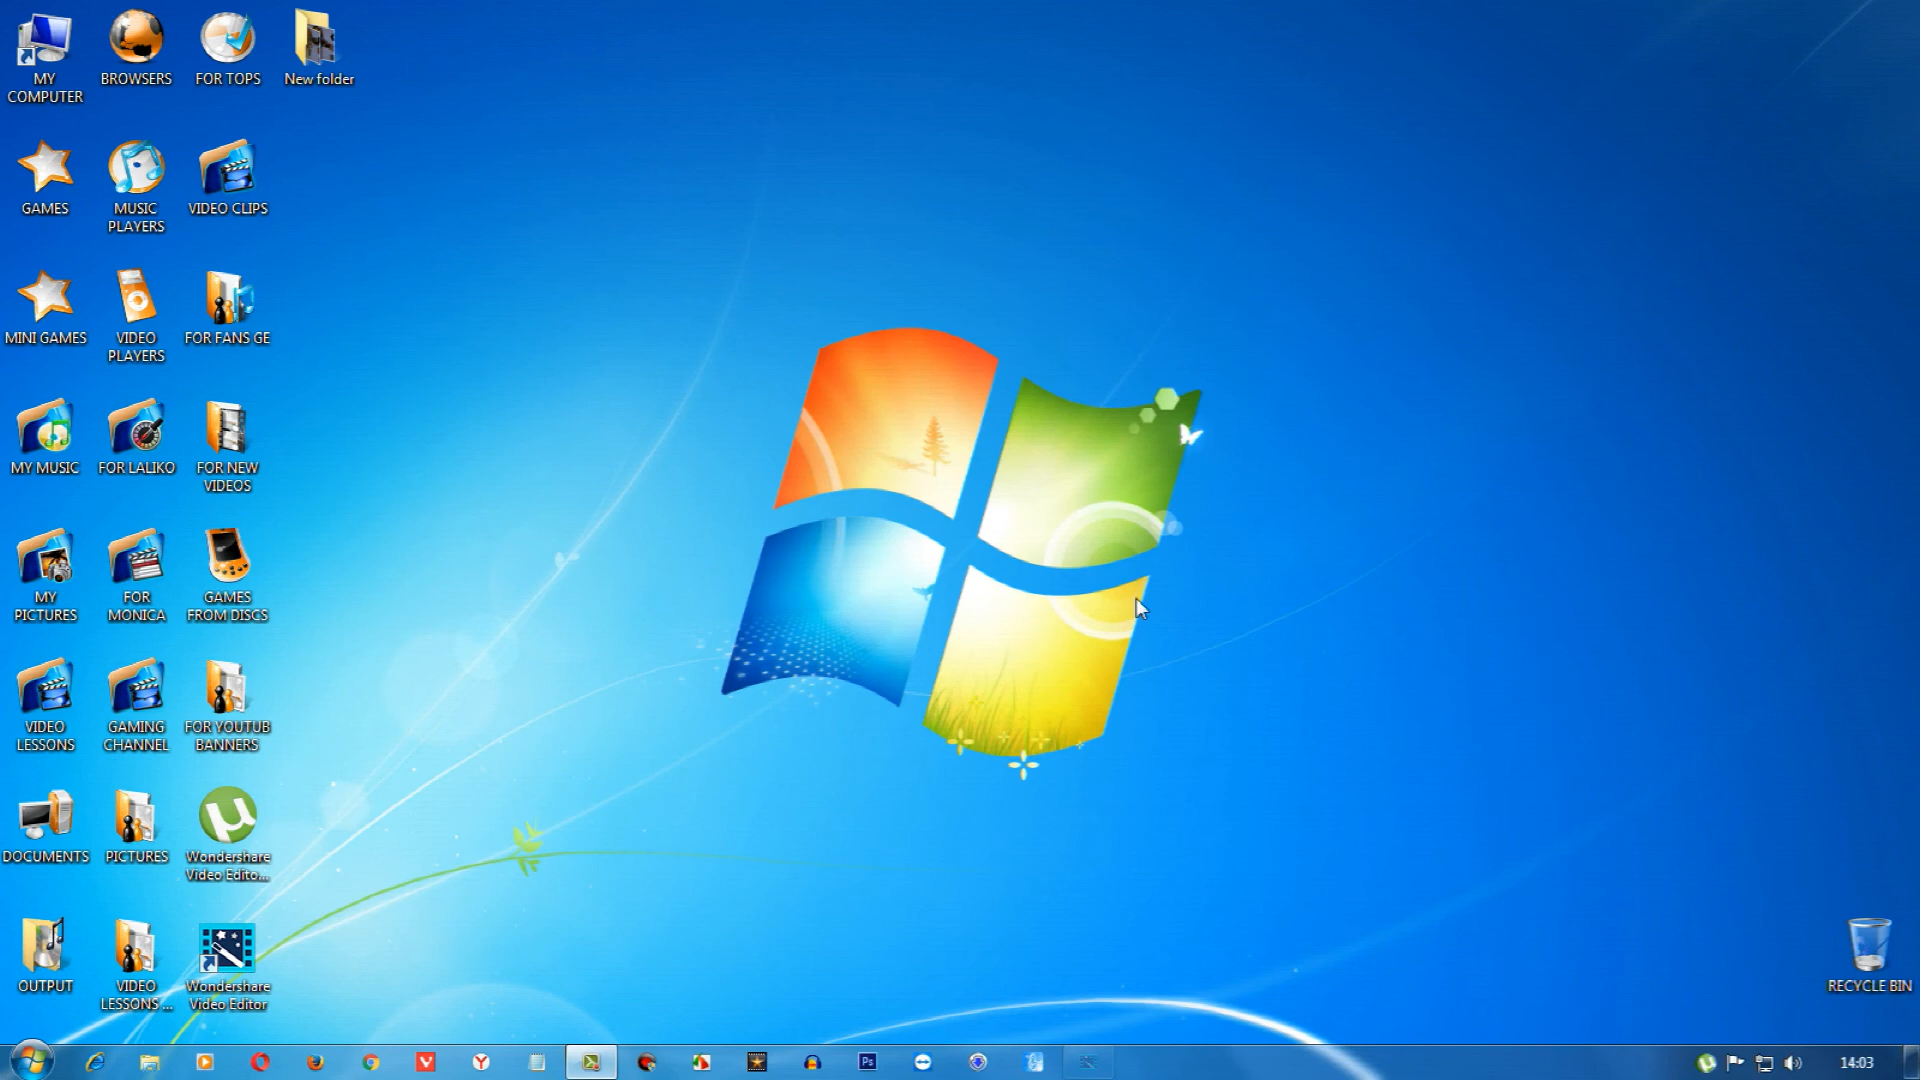 MY
COMPUTER
BROWSERS
FOR TOPS
New folder
GAMES
MUSIC
PLAYERS
VIDEO CLIPS
MINI GAMES
VIDEO
PLAYERS
FOR FANS GE
MY MUSIC
FOR LALIKO
FOR NEW
VIDEOS
MY
PICTURES
FOR
MONICA
GAMES
FROM DISCS
VIDEO
LESSONS
GAMING
CHANNEL
FOR YOUTUB
BANNERS
DOCUMENTS
PICTURES
Wondershare
Video Edito...
OUTPUT
VIDEO
LESSONS ...
Wondershare
Video Editor
RECYCLE BIN
Ps
14:03